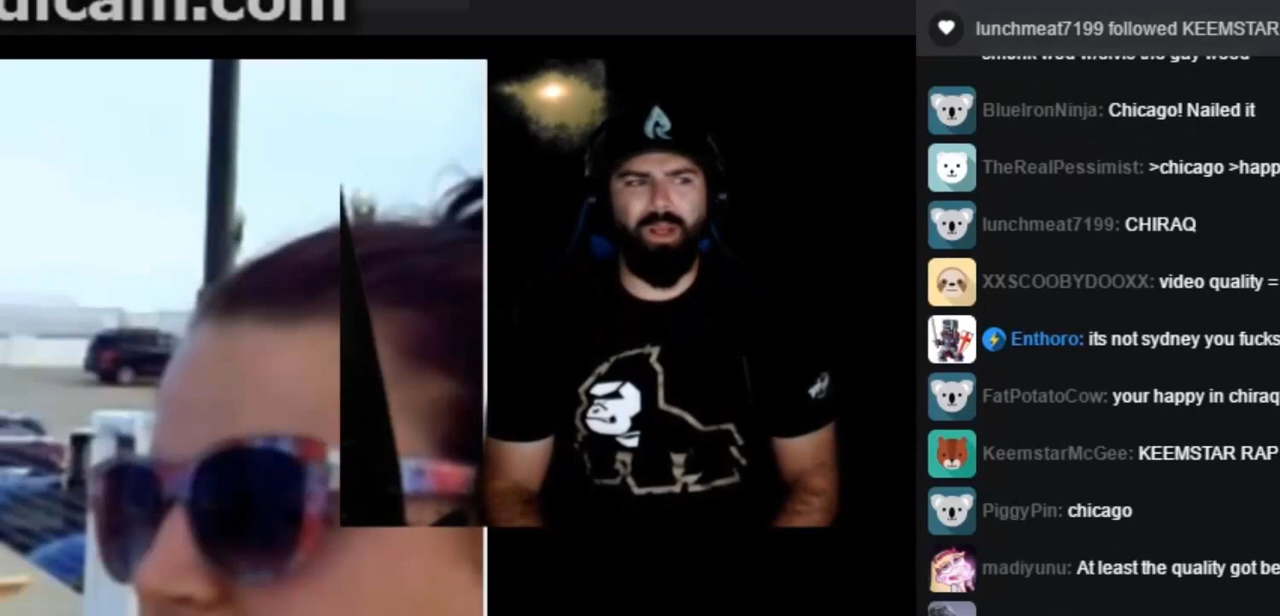 dicam.com
lunchmeat7199 followed KEEMSTAR
BlueIronNinja: Chicago! Nailed it
TheRealPessimist: >chicago >happ
lunchmeat7199: CHIRAQ
XXSCOOBYDOOXX: video quality =
Enthoro: its not sydney you fucks
FatPotatoCow: your happy in chiraq
KeemstarMcGee: KEEMSTAR RAP
PiggyPin: chicago
madiyunu: At least the quality got be